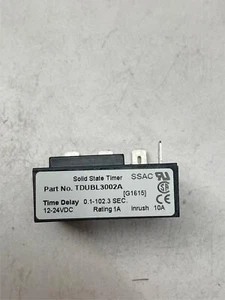 Solid State Timer SSAC
Part No. TDUBL3002A
[G1615]
Time Delay 0.1-102.3 SEC.
12-24VDC Rating 1A Inrush 10A